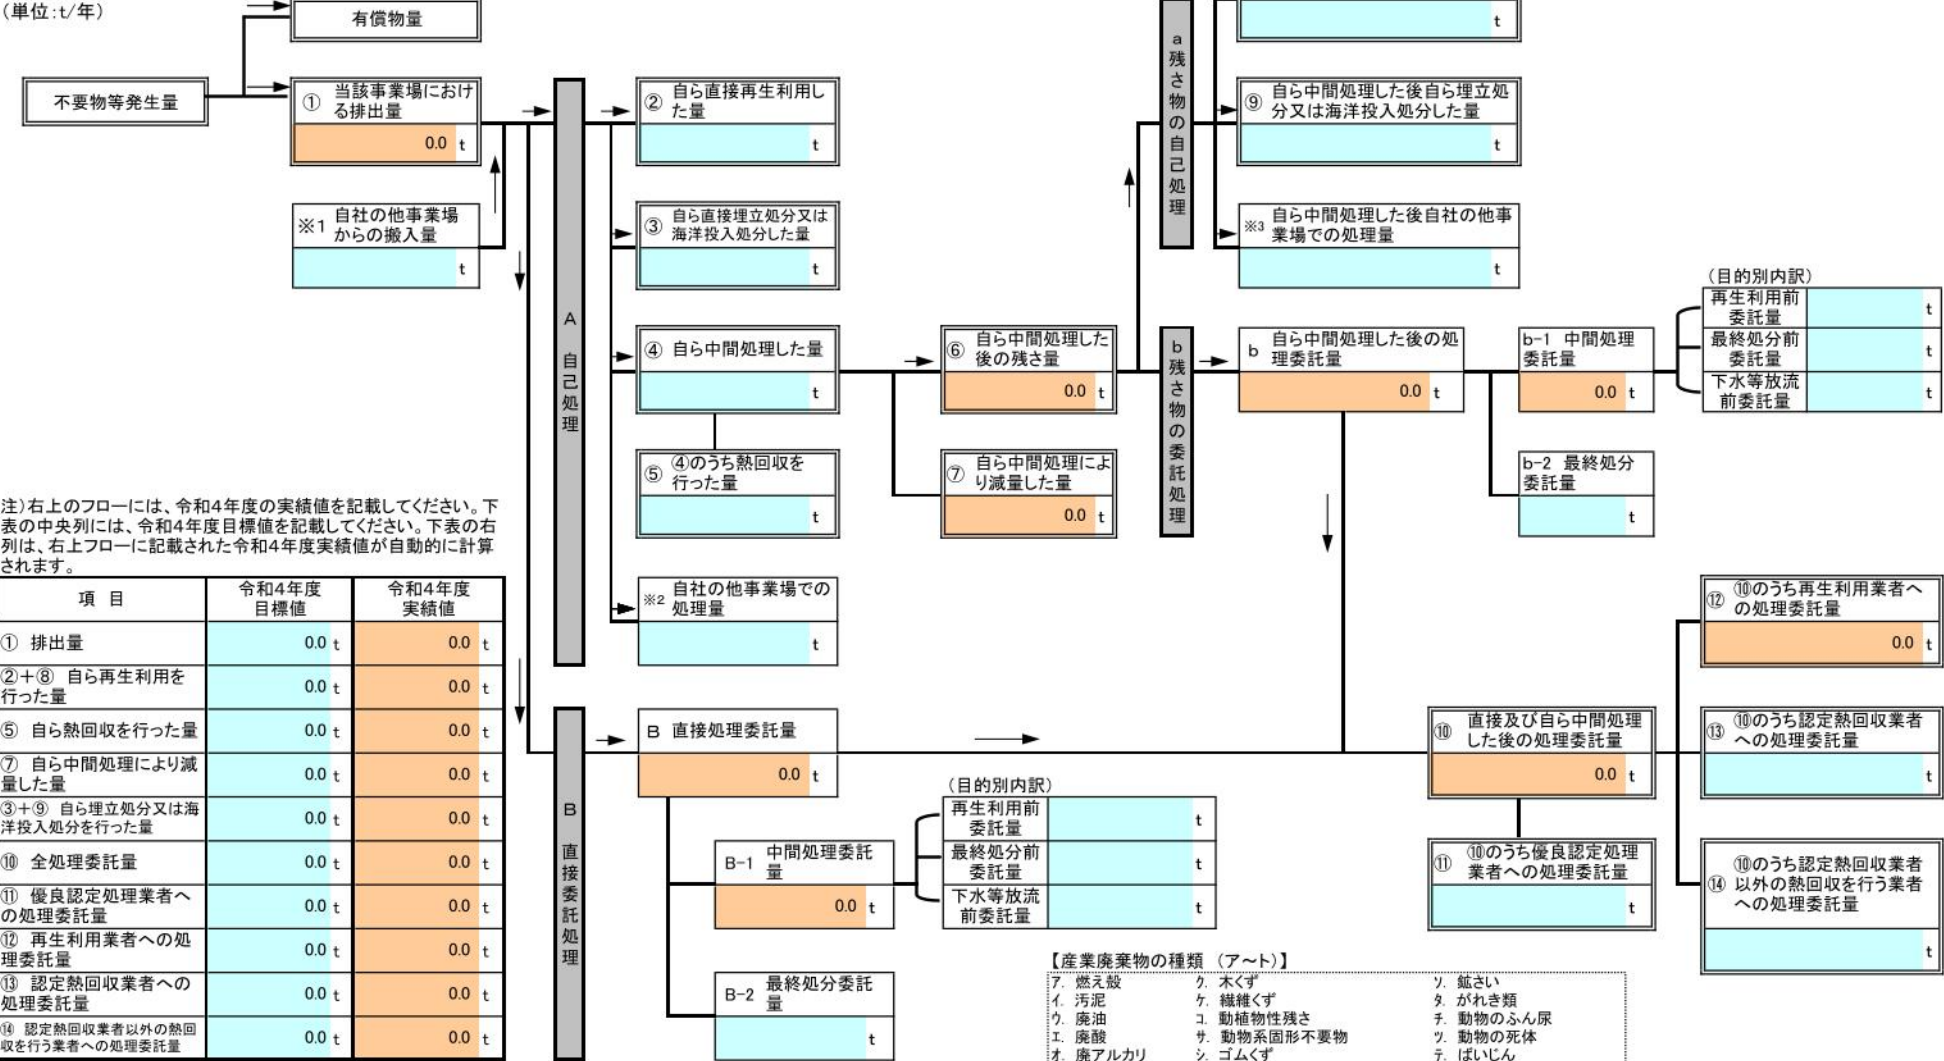 (単位:t/年)
有償物量
不要物等発生量
① 当該事業場におけ
る排出量
0.0 t
※1 自社の他事業場
からの搬入量
t
A 自己処理
② 自ら直接再生利用し
た量
t
③ 自ら直接埋立処分又は
海洋投入処分した量
t
④ 自ら中間処理した量
t
⑤ ④のうち熱回収を
行った量
t
※2 自社の他事業場での
処理量
t
⑥ 自ら中間処理した
後の残さ量
0.0 t
⑦ 自ら中間処理によ
り減量した量
0.0 t
a 残さ物の自己処理
t
⑨ 自ら中間処理した後自ら埋立処
分又は海洋投入処分した量
t
※3 自ら中間処理した後自社の他事
業場での処理量
t
b 残さ物の委託処理
b 自ら中間処理した後の処
理委託量
0.0 t
b-1 中間処理
委託量
0.0 t
(目的別内訳)
再生利用前
委託量 t
最終処分前
委託量 t
下水等放流
前委託量 t
b-2 最終処分
委託量
t
注)右上のフローには、令和4年度の実績値を記載してください。下
表の中央列には、令和4年度目標値を記載してください。下表の右
列は、右上フローに記載された令和4年度実績値が自動的に計算
されます。
項 目 令和4年度 目標値 令和4年度 実績値
① 排出量 0.0 t 0.0 t
②+⑧ 自ら再生利用を
行った量 0.0 t 0.0 t
⑤ 自ら熱回収を行った量 0.0 t 0.0 t
⑦ 自ら中間処理により減
量した量 0.0 t 0.0 t
③+⑨ 自ら埋立処分又は海
洋投入処分を行った量 0.0 t 0.0 t
⑩ 全処理委託量 0.0 t 0.0 t
⑪ 優良認定処理業者へ
の処理委託量 0.0 t 0.0 t
⑫ 再生利用業者への処
理委託量 0.0 t 0.0 t
⑬ 認定熱回収業者への
処理委託量 0.0 t 0.0 t
⑭ 認定熱回収業者以外の熱回
収を行う業者への処理委託量 0.0 t 0.0 t
B 直接委託処理
B 直接処理委託量
0.0 t
B-1 中間処理委託
量
0.0 t
(目的別内訳)
再生利用前
委託量 t
最終処分前
委託量 t
下水等放流
前委託量 t
B-2 最終処分委託
量
t
⑩ 直接及び自ら中間処理
した後の処理委託量
0.0 t
⑪ ⑩のうち優良認定処理
業者への処理委託量
t
⑫ ⑩のうち再生利用業者へ
の処理委託量
0.0 t
⑬ ⑩のうち認定熱回収業者
への処理委託量
t
⑭ ⑩のうち認定熱回収業者
以外の熱回収を行う業者
への処理委託量
t
【産業廃棄物の種類 (ア~ト)】
ア. 燃え殻 ク. 木くず ソ. 鉱さい
イ. 汚泥 ケ. 繊維くず タ. がれき類
ウ. 廃油 コ. 動植物性残さ チ. 動物のふん尿
エ. 廃酸 サ. 動物系固形不要物 ツ. 動物の死体
オ. 廃アルカリ シ. ゴムくず テ. ばいじん